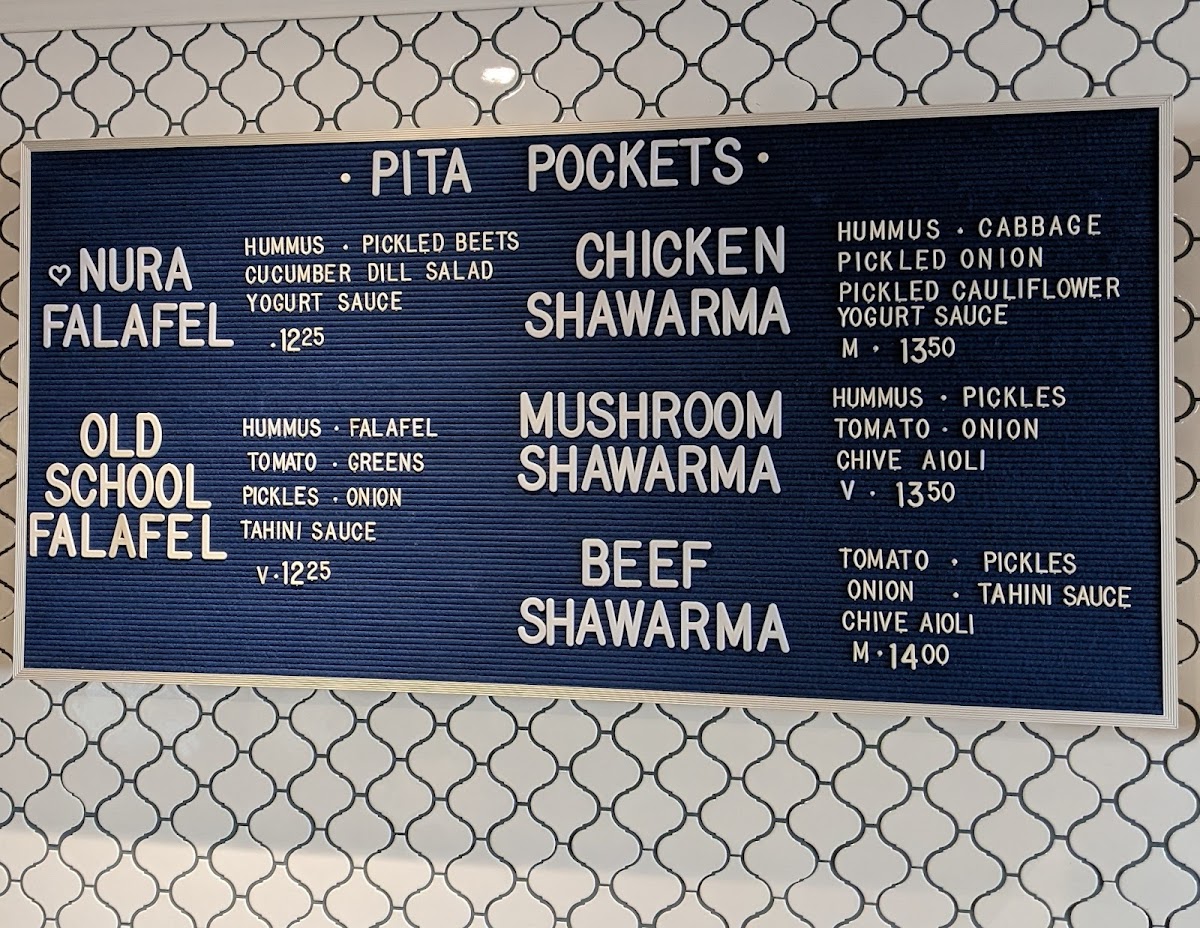 · PITA POCKETS ·
♡ NURA
FALAFEL
HUMMUS · PICKLED BEETS
CUCUMBER DILL SALAD
YOGURT SAUCE
. 1225
OLD
SCHOOL
FALAFEL
HUMMUS · FALAFEL
TOMATO · GREENS
PICKLES · ONION
TAHINI SAUCE
V · 1225
CHICKEN
SHAWARMA
HUMMUS · CABBAGE
PICKLED ONION
PICKLED CAULIFLOWER
YOGURT SAUCE
M · 1350
MUSHROOM
SHAWARMA
HUMMUS · PICKLES
TOMATO · ONION
CHIVE AIOLI
V · 1350
BEEF
SHAWARMA
TOMATO · PICKLES
ONION · TAHINI SAUCE
CHIVE AIOLI
M · 1400